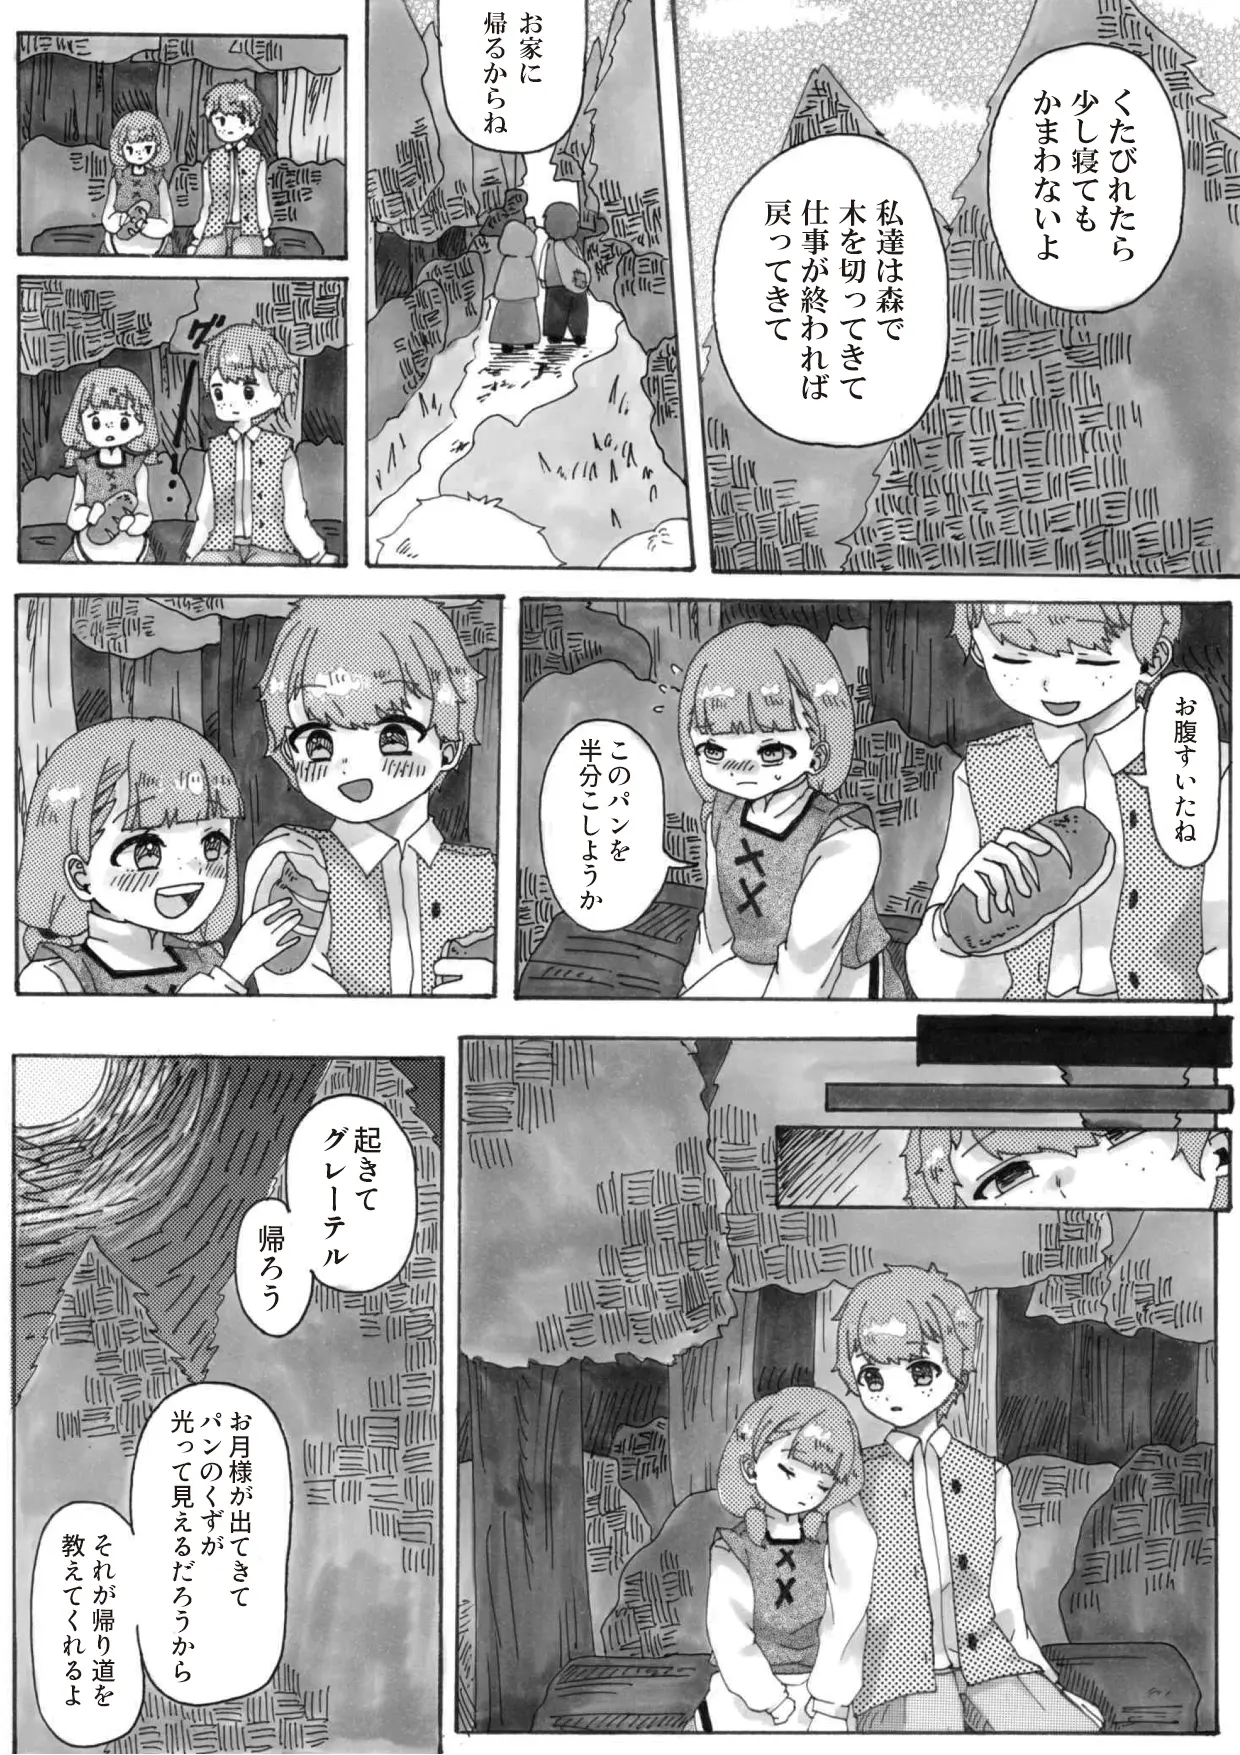 くたびれたら
少し寝ても
かまわないよ
私達は森で
木を切ってきて
仕事が終われば
戻ってきて
お家に
帰るからね
グ～…
お腹すいたね
このパンを
半分こしようか
起きて
グレーテル
帰ろう
お月様が出てきて
パンのくずが
光って見えるだろうから
それが帰り道を
教えてくれるよ